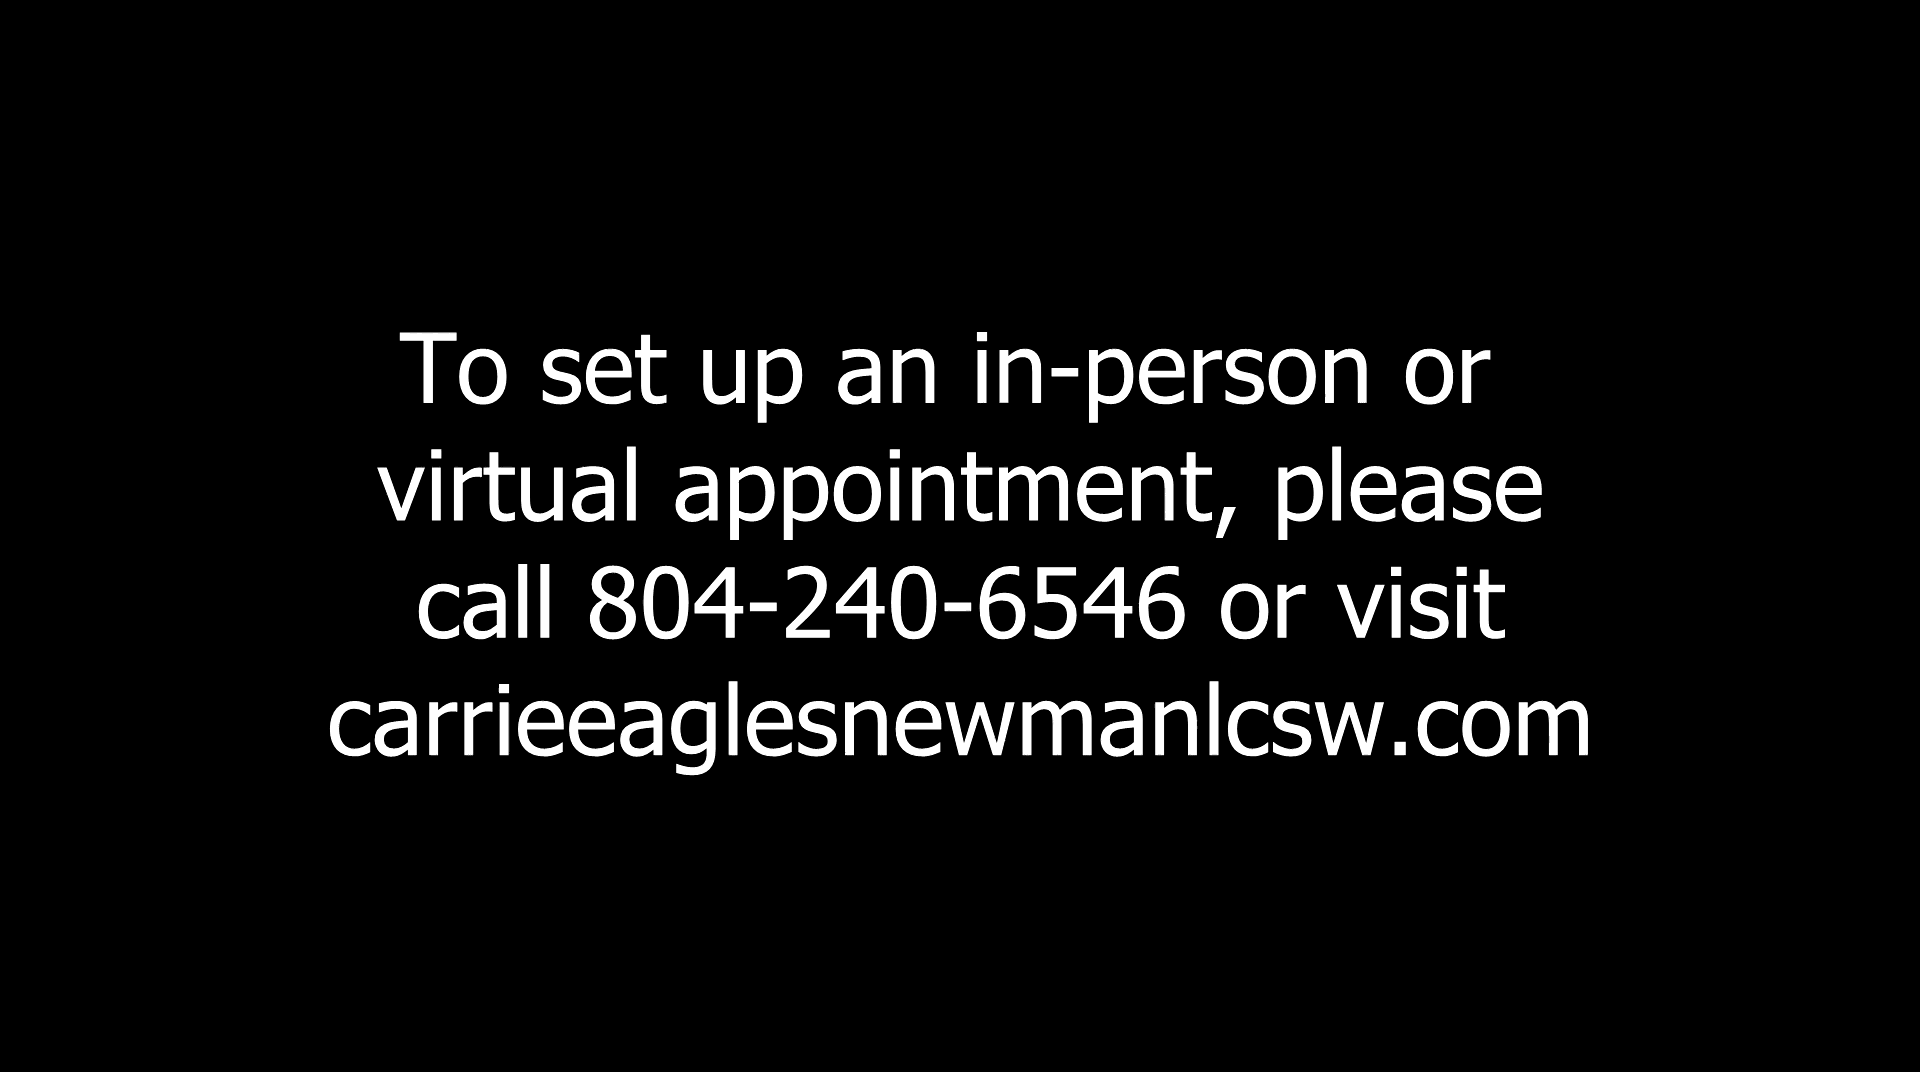 To set up an in-person or
virtual appointment, please
call 804-240-6546 or visit
carrieeaglesnewmanlcsw.com